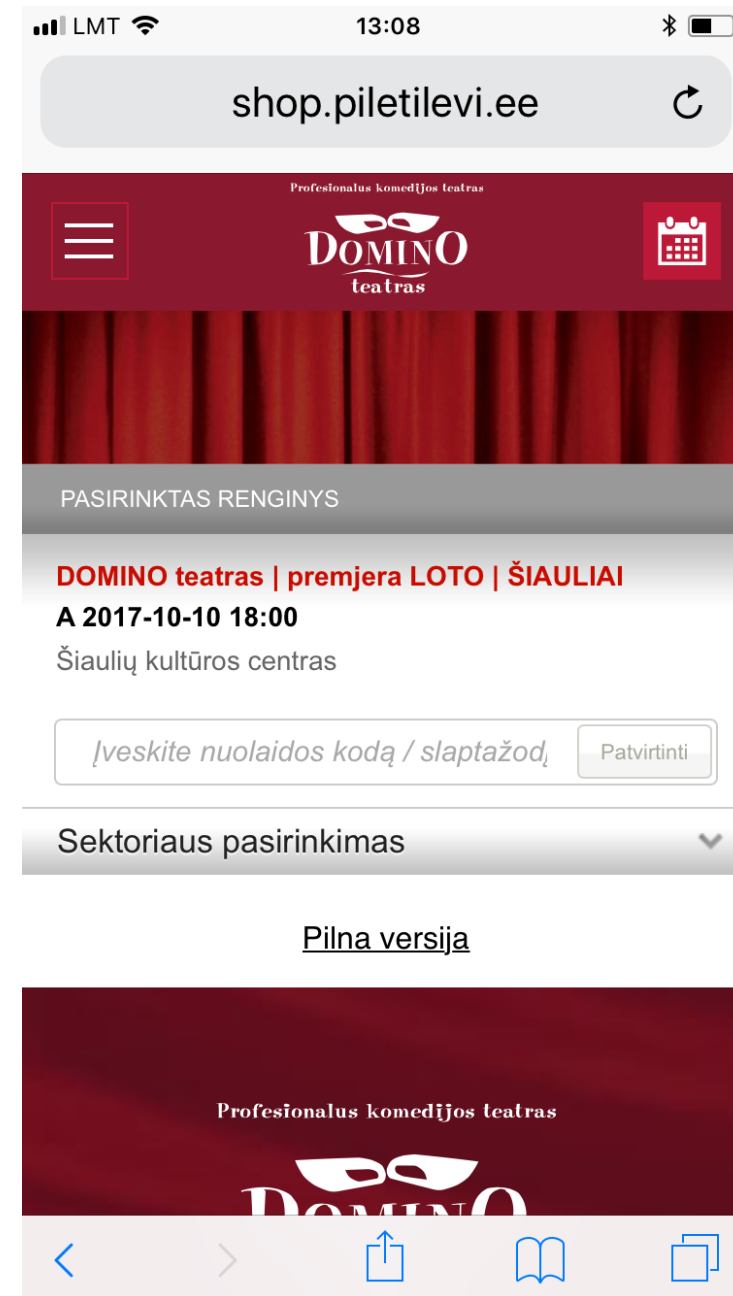 LMT 13:08
shop.piletilevi.ee
Profesionalus komedijos teatras
DOMINO
teatras
PASIRINKTAS RENGINYS
DOMINO teatras | premjera LOTO | ŠIAULIAI
A 2017-10-10 18:00
Šiaulių kultūros centras
Įveskite nuolaidos kodą / slaptažodį Patvirtinti
Sektoriaus pasirinkimas
Pilna versija
Profesionalus komedijos teatras
DOMINO